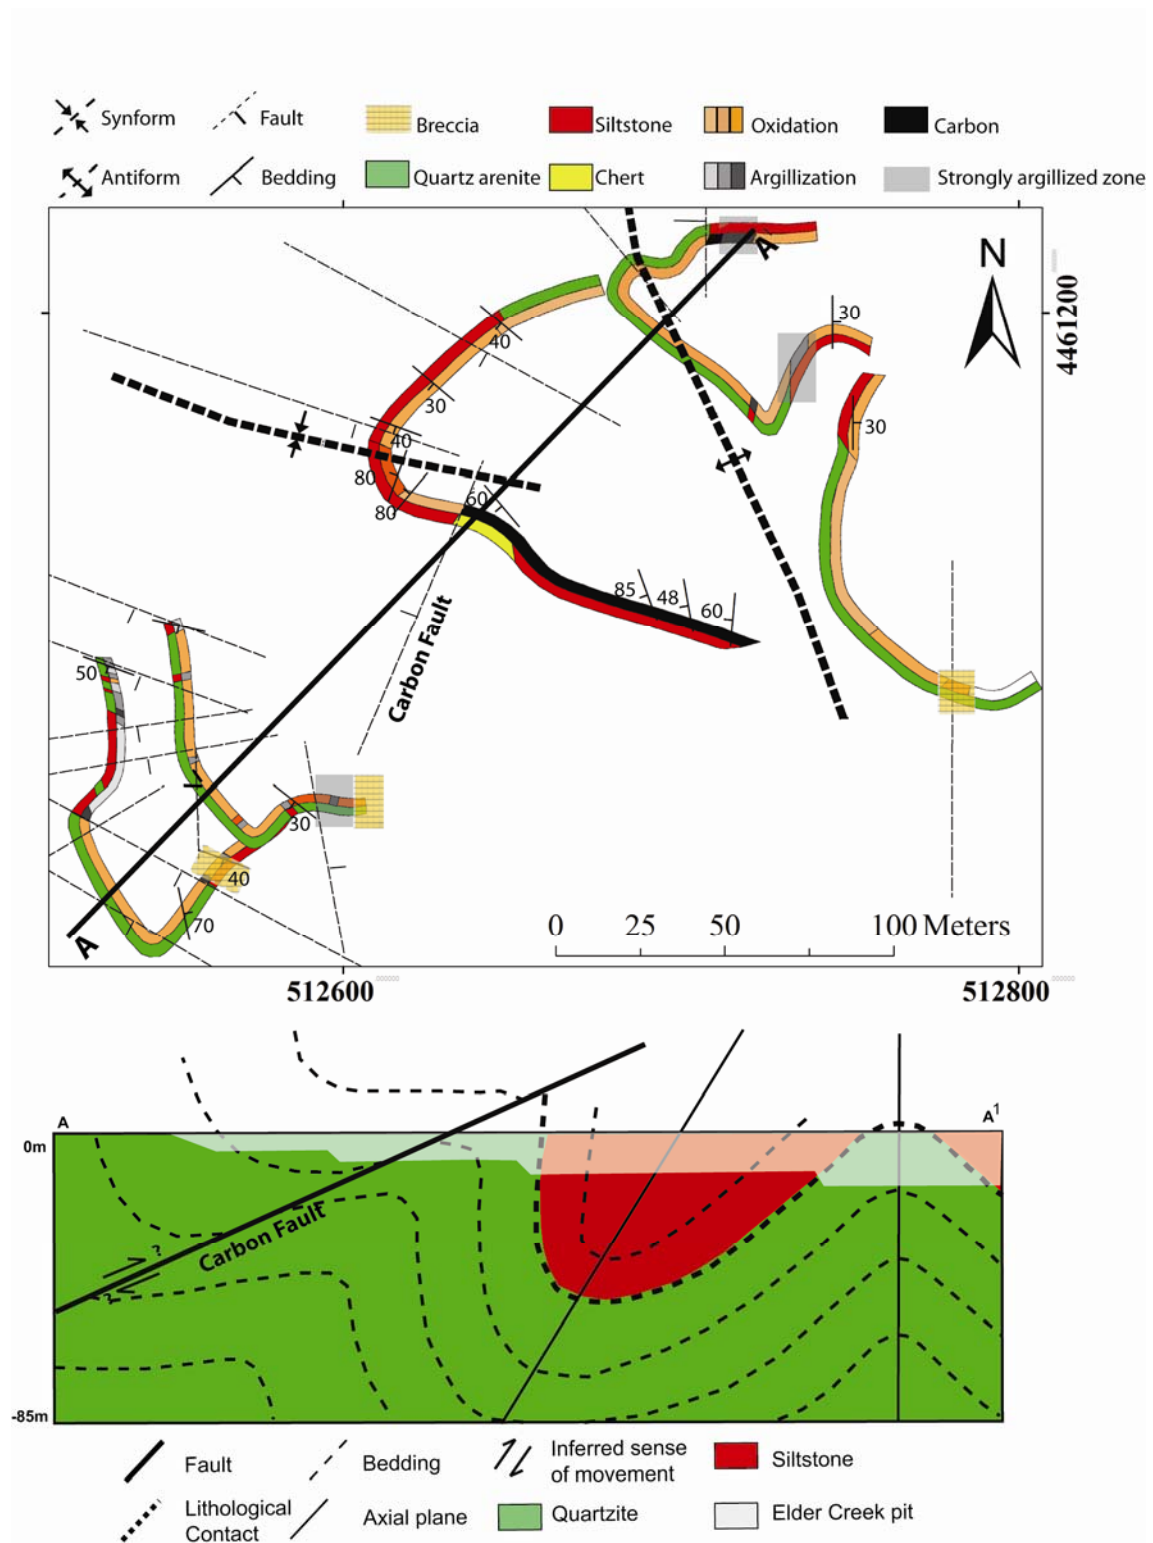 Synform
Fault
Breccia
Siltstone
Oxidation
Carbon
Antiform
Bedding
Quartz arenite
Chert
Argillization
Strongly argillized zone
A
N
4461200
30
40
30
30
40
80
80
60
85
48
60
Carbon Fault
50
30
40
70
A
0
25
50
100 Meters
512600
512800
A
A1
0m
Carbon Fault
?
?
-85m
Fault
Bedding
Inferred sense
of movement
Siltstone
Lithological
Contact
Axial plane
Quartzite
Elder Creek pit